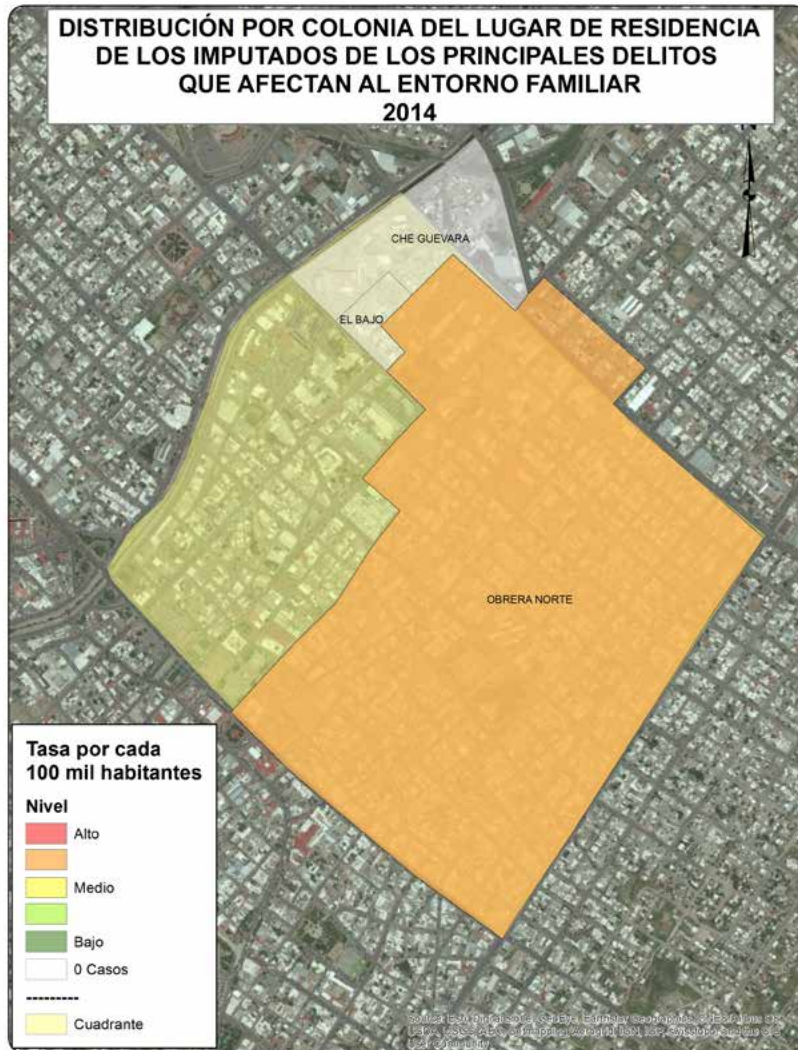 DISTRIBUCIÓN POR COLONIA DEL LUGAR DE RESIDENCIA
DE LOS IMPUTADOS DE LOS PRINCIPALES DELITOS
QUE AFECTAN AL ENTORNO FAMILIAR
2014
CHE GUEVARA
EL BAJO
OBRERA NORTE
Tasa por cada
100 mil habitantes
Nivel
Alto
Medio
Bajo
0 Casos
---------
Cuadrante